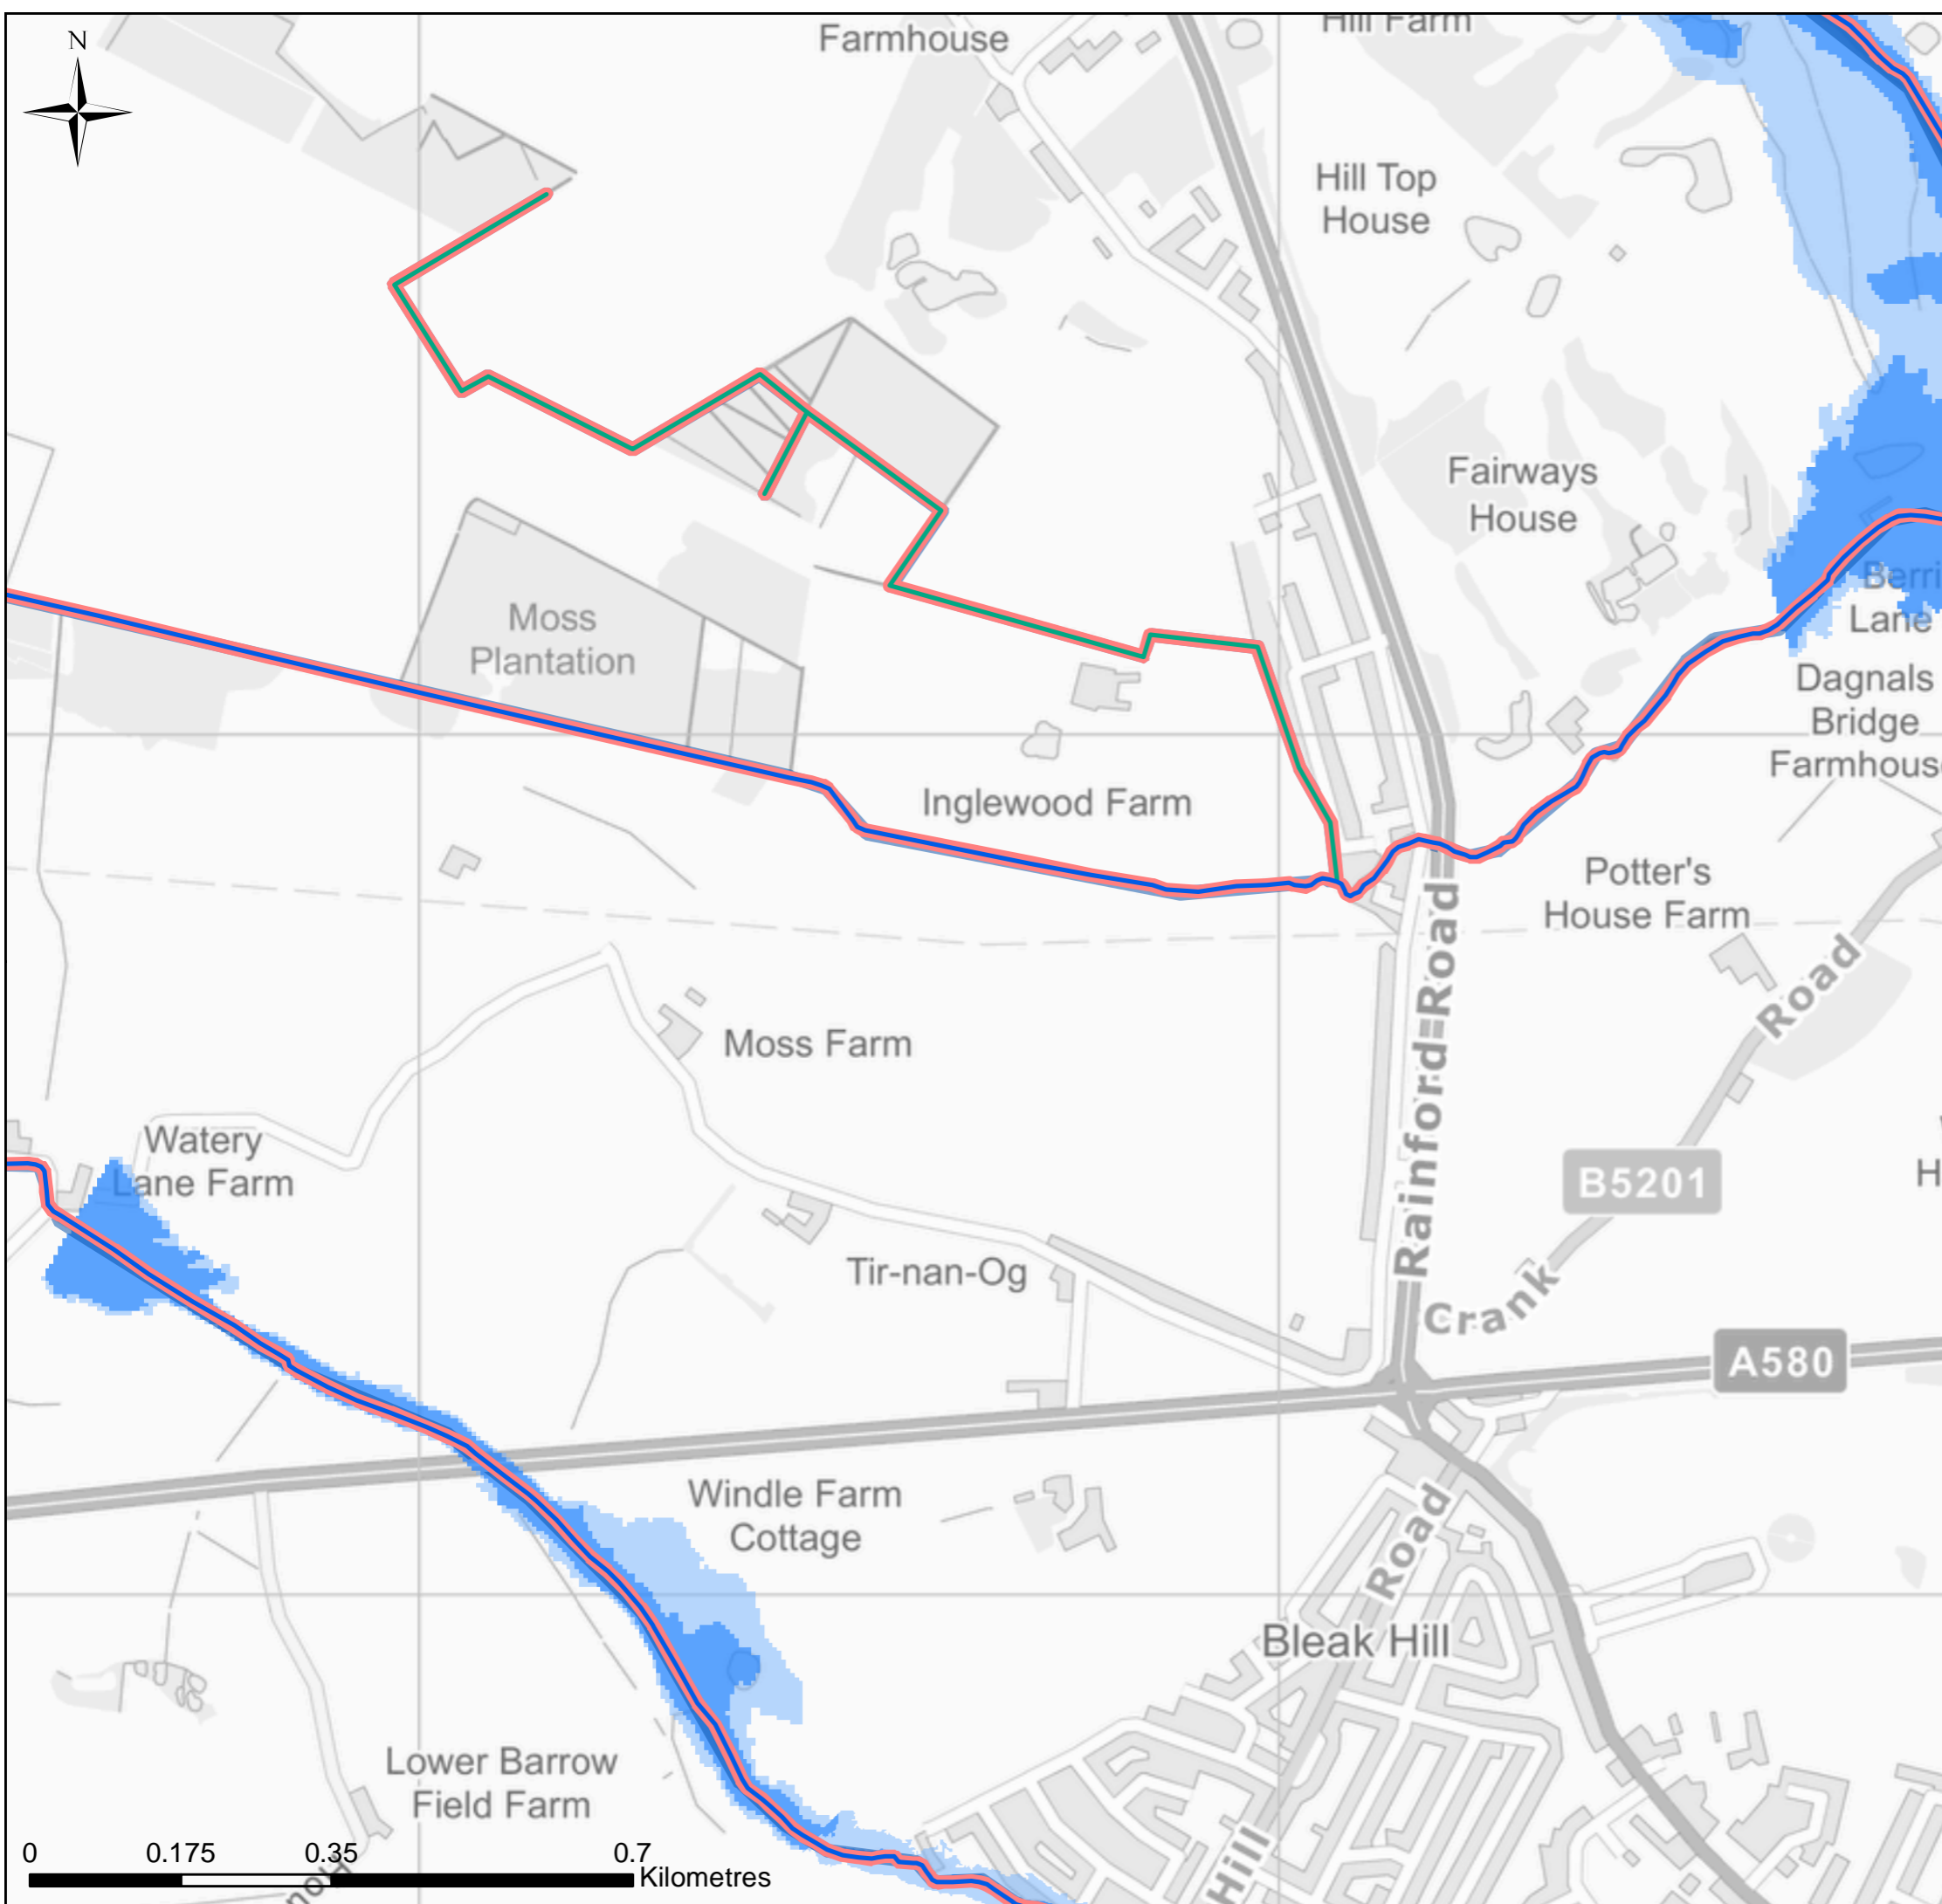 N
Farmhouse
Hill Farm
Hill Top
House
Fairways
House
Moss
Plantation
Lane
Dagnals
Bridge
Inglewood Farm
Potter's
House Farm
Road
Rainford Road
Moss Farm
Watery
Lane Farm
B5201
Tir-nan-Og
Crank
A580
Windle Farm
Cottage
Road
Bleak Hill
Lower Barrow
Field Farm
Hill
0
0.175
0.35
0.7
Kilometres